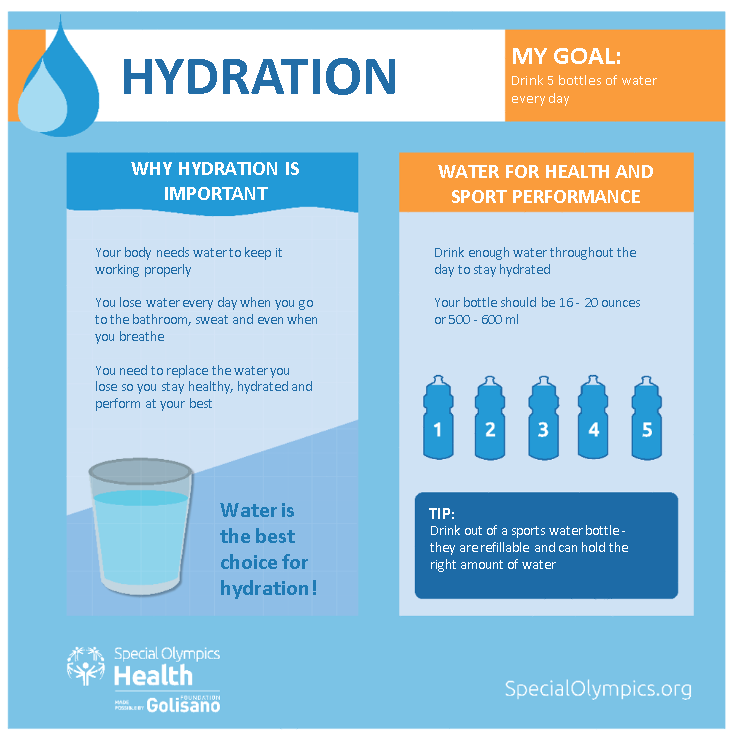 HYDRATION
MY GOAL:
Drink 5 bottles of water
every day
WHY HYDRATION IS
IMPORTANT
Your body needs water to keep it
working properly
You lose water every day when you go
to the bathroom, sweat and even when
you breathe
You need to replace the water you
lose so you stay healthy, hydrated and
perform at your best
Water is
the best
choice for
hydration!
WATER FOR HEALTH AND
SPORT PERFORMANCE
Drink enough water throughout the
day to stay hydrated
Your bottle should be 16 - 20 ounces
or 500 - 600 ml
1 2 3 4 5
TIP:
Drink out of a sports water bottle -
they are refillable and can hold the
right amount of water
Special Olympics
Health
MADE
POSSIBLE BY
FOUNDATION
Golisano
SpecialOlympics.org